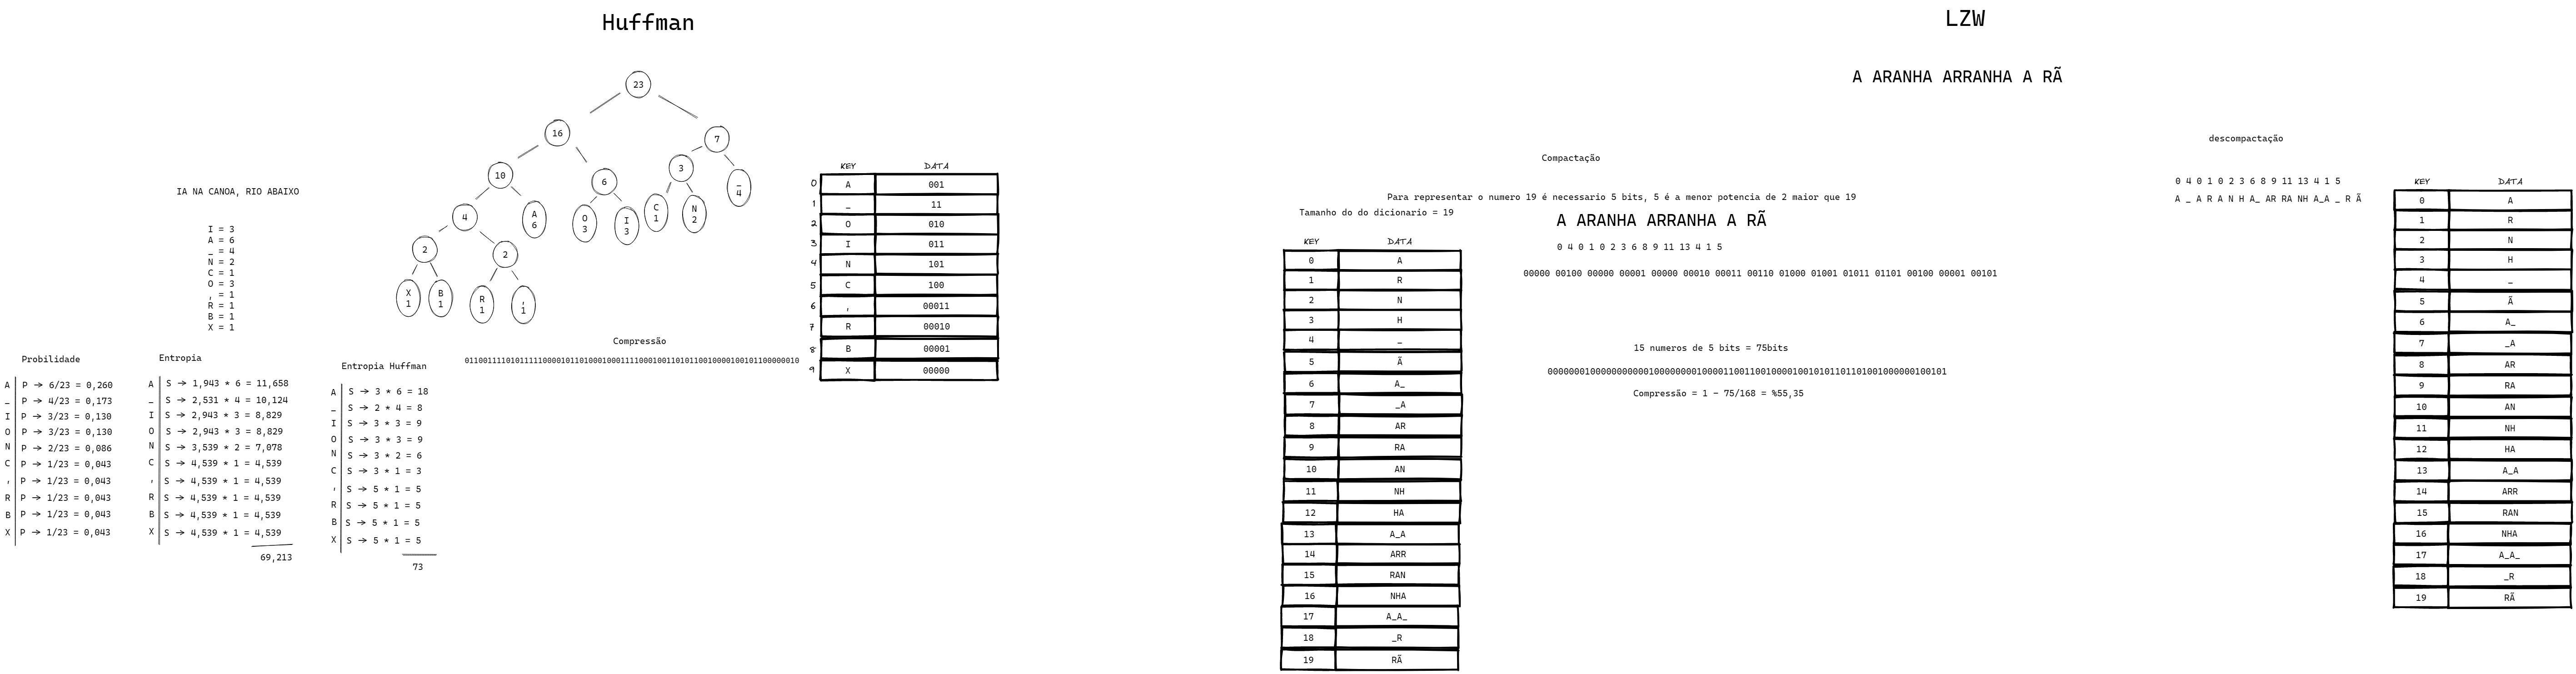 Huffman
23
16
7
10
6
3
_
4
4
A
6
O
3
I
3
C
1
N
2
2
2
X
1
B
1
R
1
,
1
IA NA CANOA, RIO ABAIXO
I = 3
A = 6
_ = 4
N = 2
C = 1
O = 3
, = 1
R = 1
B = 1
X = 1
Probilidade
A P → 6/23 = 0,260
_ P → 4/23 = 0,173
I P → 3/23 = 0,130
O P → 3/23 = 0,130
N P → 2/23 = 0,086
C P → 1/23 = 0,043
, P → 1/23 = 0,043
R P → 1/23 = 0,043
B P → 1/23 = 0,043
X P → 1/23 = 0,043
Entropia
A S → 1,943 * 6 = 11,658
_ S → 2,531 * 4 = 10,124
I S → 2,943 * 3 = 8,829
O S → 2,943 * 3 = 8,829
N S → 3,539 * 2 = 7,078
C S → 4,539 * 1 = 4,539
, S → 4,539 * 1 = 4,539
R S → 4,539 * 1 = 4,539
B S → 4,539 * 1 = 4,539
X S → 4,539 * 1 = 4,539
69,213
Entropia Huffman
A S → 3 * 6 = 18
_ S → 2 * 4 = 8
I S → 3 * 3 = 9
O S → 3 * 3 = 9
N S → 3 * 2 = 6
C S → 3 * 1 = 3
, S → 5 * 1 = 5
R S → 5 * 1 = 5
B S → 5 * 1 = 5
X S → 5 * 1 = 5
73
Compressão
KEY DATA
0 A 001
1 _ 11
2 O 010
3 I 011
4 N 101
5 C 100
6 , 00011
7 R 00010
8 B 00001
9 X 00000
LZW
A ARANHA ARRANHA A RÃ
Compactação
Para representar o numero 19 é necessario 5 bits, 5 é a menor potencia de 2 maior que 19
Tamanho do do dicionario = 19
A ARANHA ARRANHA A RÃ
0 4 0 1 0 2 3 6 8 9 11 13 4 1 5
00000 00100 00000 00001 00000 00010 00011 00110 01000 01001 01011 01101 00100 00001 00101
15 numeros de 5 bits = 75bits
Compressão = 1 - 75/168 = %55,35
KEY DATA
0 A
1 R
2 N
3 H
4 _
5 Ã
6 A_
7 _A
8 AR
9 RA
10 AN
11 NH
12 HA
13 A_A
14 ARR
15 RAN
16 NHA
17 A_A_
18 _R
19 RÃ
descompactação
0 4 0 1 0 2 3 6 8 9 11 13 4 1 5
A _ A R A N H A_ AR RA NH A_A _ R Ã
KEY DATA
0 A
1 R
2 N
3 H
4 _
5 Ã
6 A_
7 _A
8 AR
9 RA
10 AN
11 NH
12 HA
13 A_A
14 ARR
15 RAN
16 NHA
17 A_A_
18 _R
19 RÃ